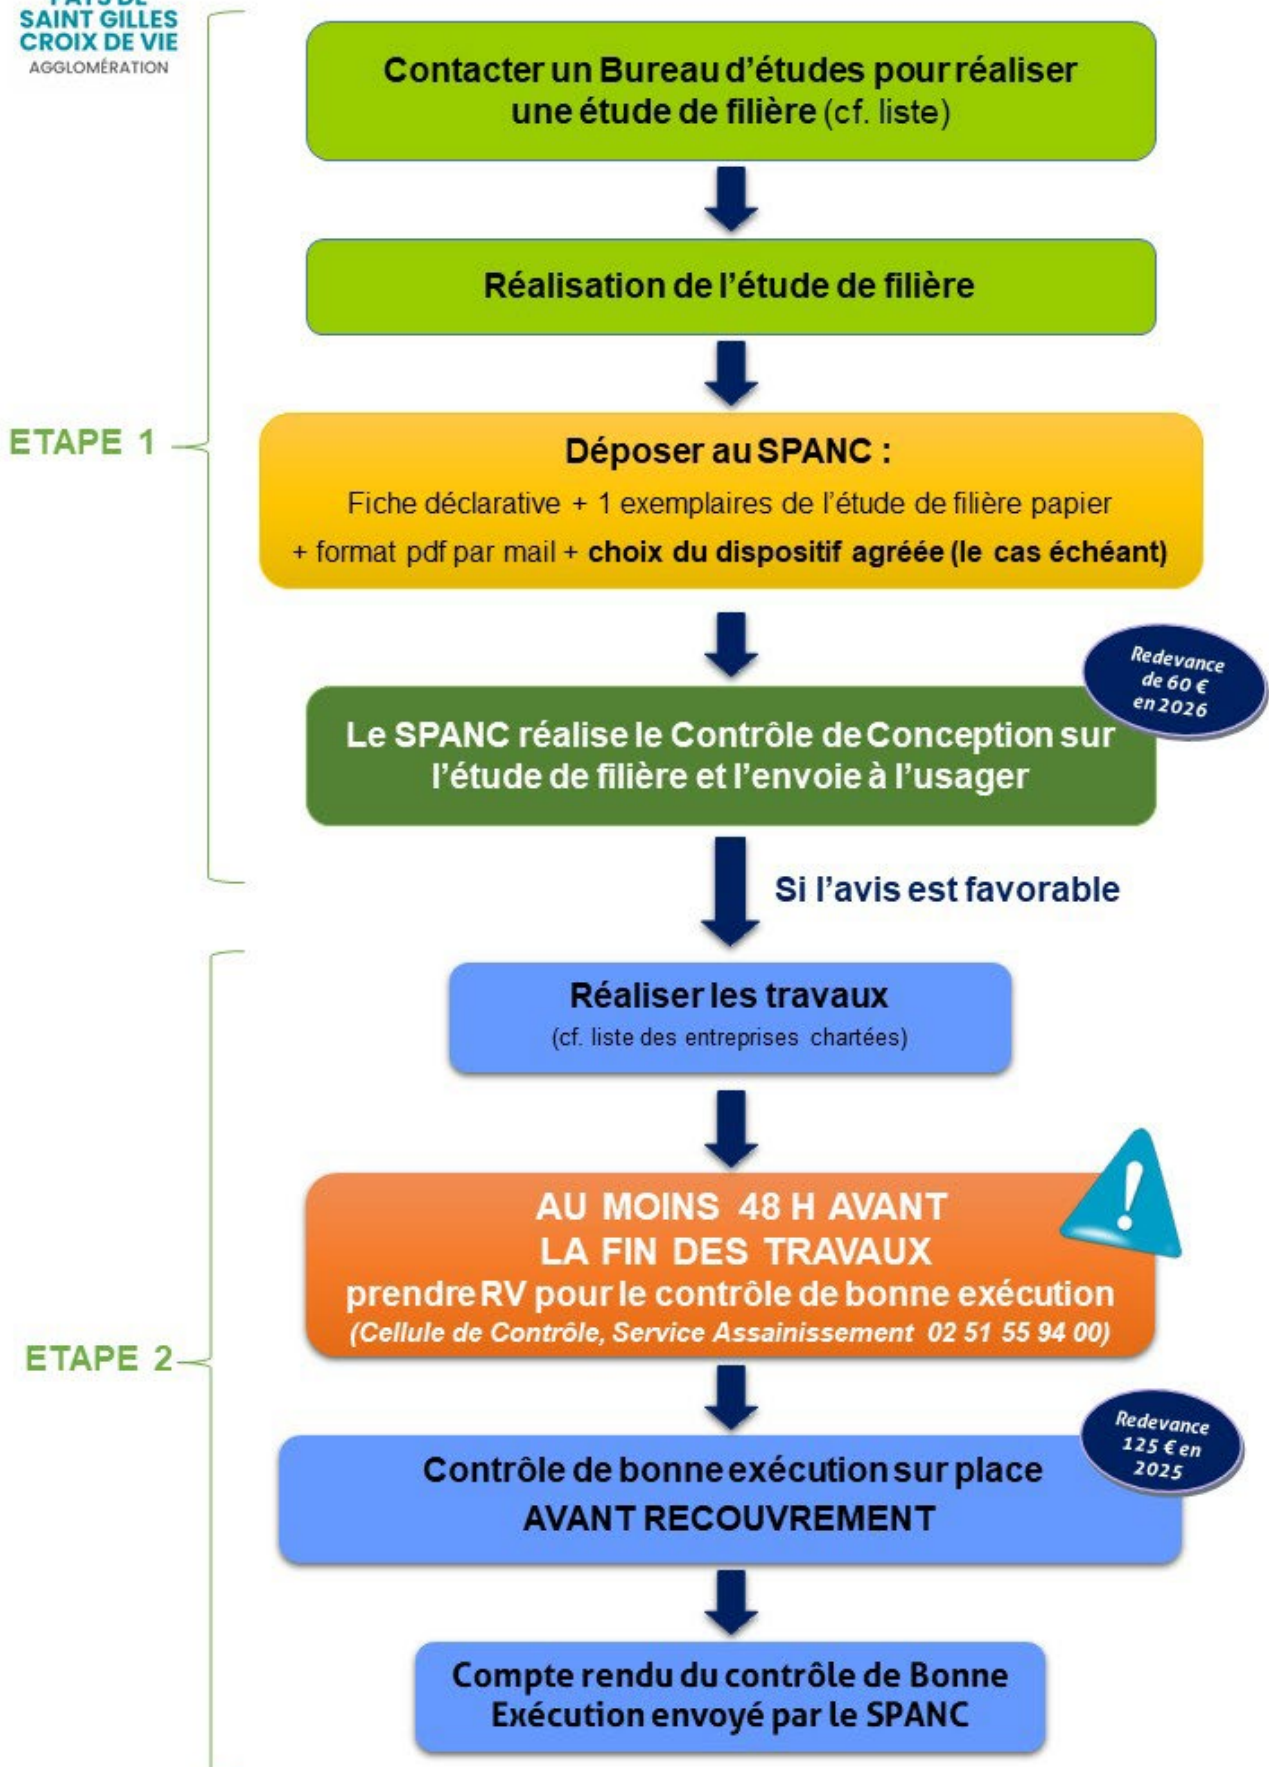 PAYS DE
SAINT GILLES
CROIX DE VIE
AGGLOMÉRATION
Contacter un Bureau d'études pour réaliser
une étude de filière (cf. liste)
Réalisation de l'étude de filière
ETAPE 1
Déposer au SPANC :
Fiche déclarative + 1 exemplaires de l'étude de filière papier
+ format pdf par mail + choix du dispositif agréée (le cas échéant)
Redevance
de 60 €
en 2026
Le SPANC réalise le Contrôle de Conception sur
l'étude de filière et l'envoie à l'usager
Si l'avis est favorable
Réaliser les travaux
(cf. liste des entreprises chartées)
AU MOINS 48 H AVANT
LA FIN DES TRAVAUX
prendre RV pour le contrôle de bonne exécution
(Cellule de Contrôle, Service Assainissement 02 51 55 94 00)
!
ETAPE 2
Redevance
125 € en
2025
Contrôle de bonne exécution sur place
AVANT RECOUVREMENT
Compte rendu du contrôle de Bonne
Exécution envoyé par le SPANC